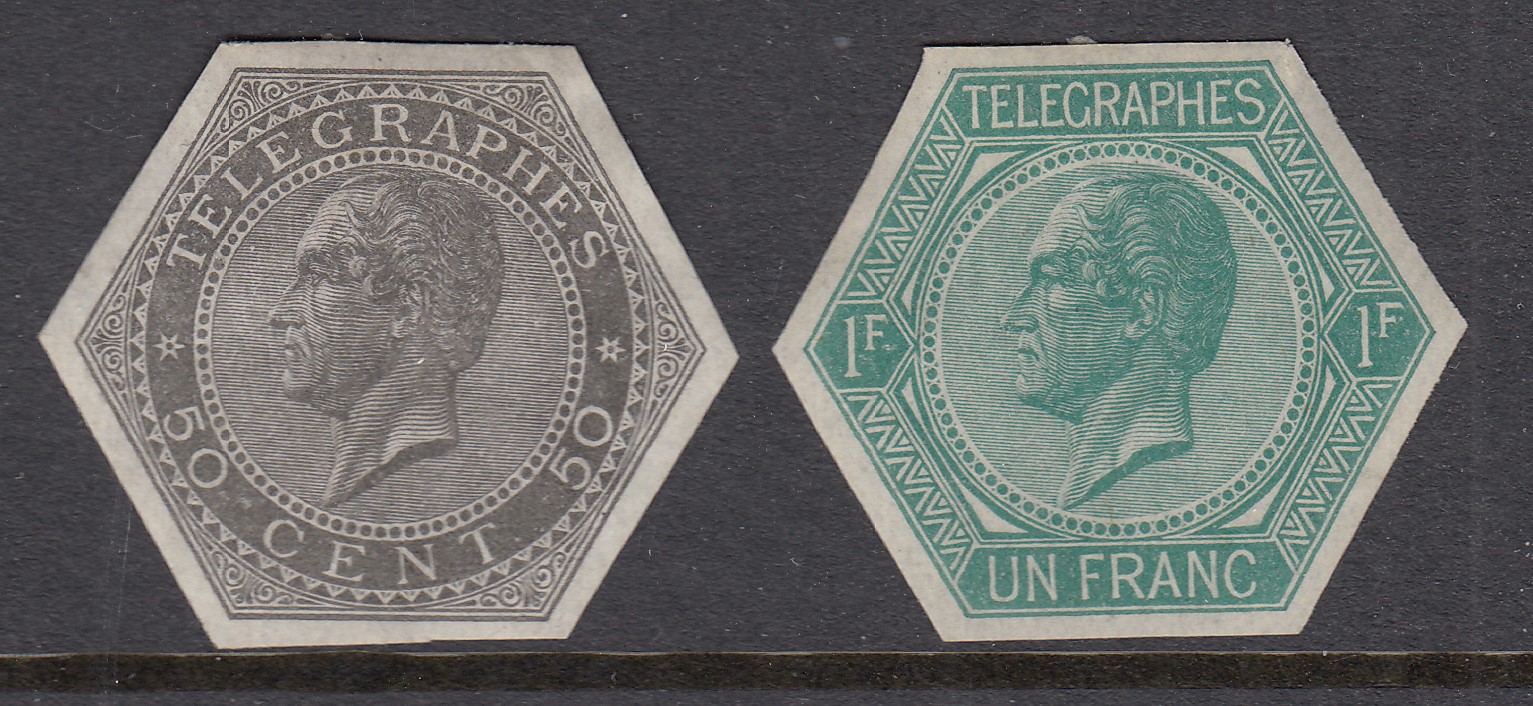 TELEGRAPHES
50 CENT 50
TELEGRAPHES
1F 1F
UN FRANC